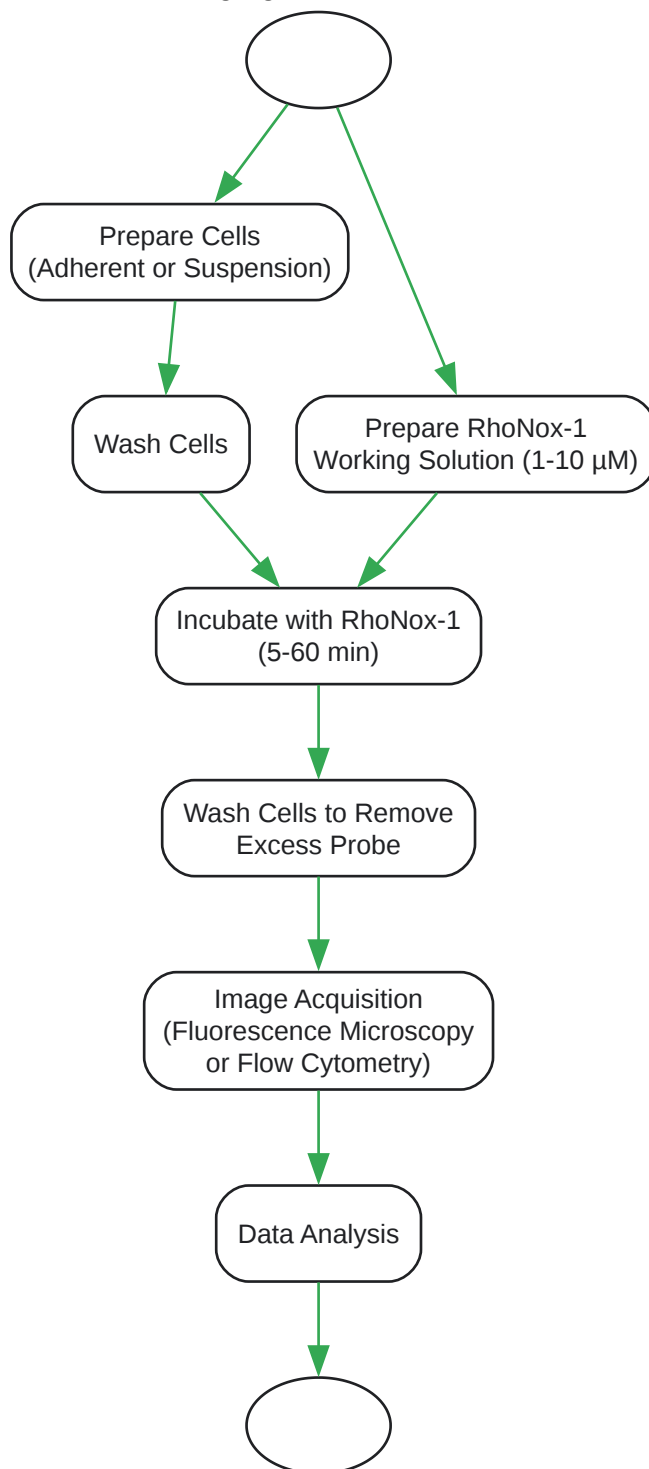 Prepare Cells
(Adherent or Suspension)
Wash Cells
Prepare RhoNox-1
Working Solution (1-10 µM)
Incubate with RhoNox-1
(5-60 min)
Wash Cells to Remove
Excess Probe
Image Acquisition
(Fluorescence Microscopy
or Flow Cytometry)
Data Analysis